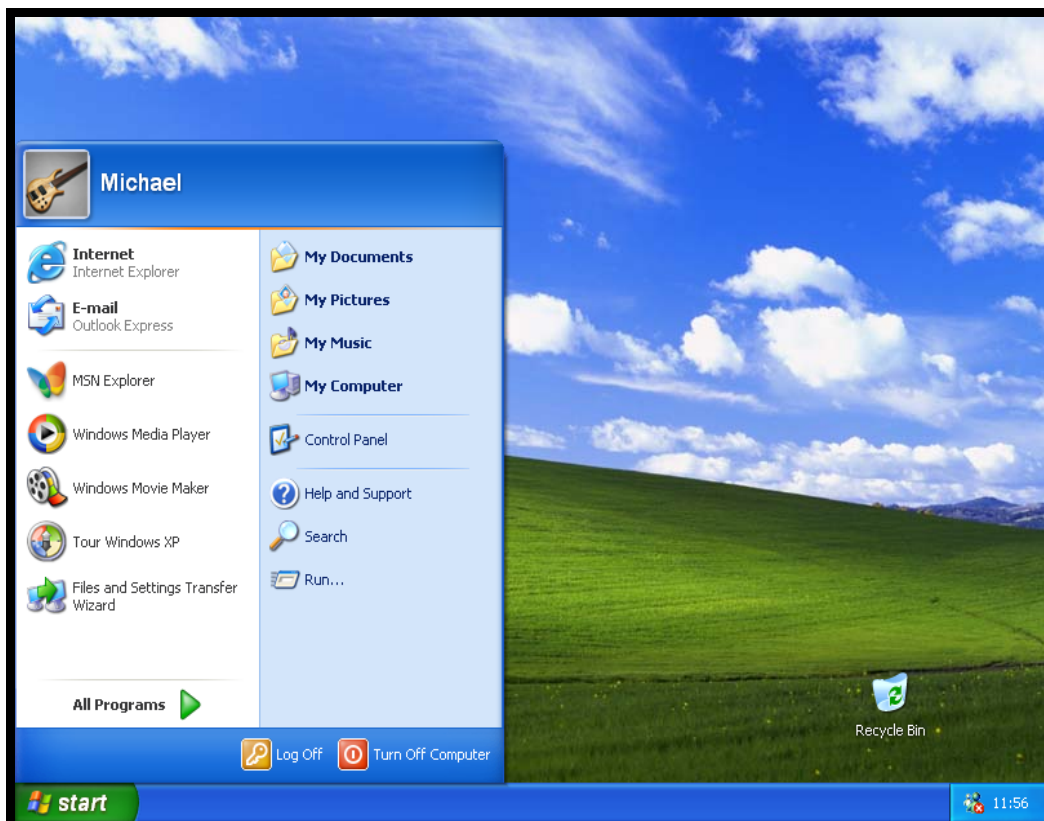 Michael
Internet
Internet Explorer
E-mail
Outlook Express
MSN Explorer
Windows Media Player
Windows Movie Maker
Tour Windows XP
Files and Settings Transfer
Wizard
All Programs
My Documents
My Pictures
My Music
My Computer
Control Panel
Help and Support
Search
Run...
Log Off
Turn Off Computer
Recycle Bin
start
11:56